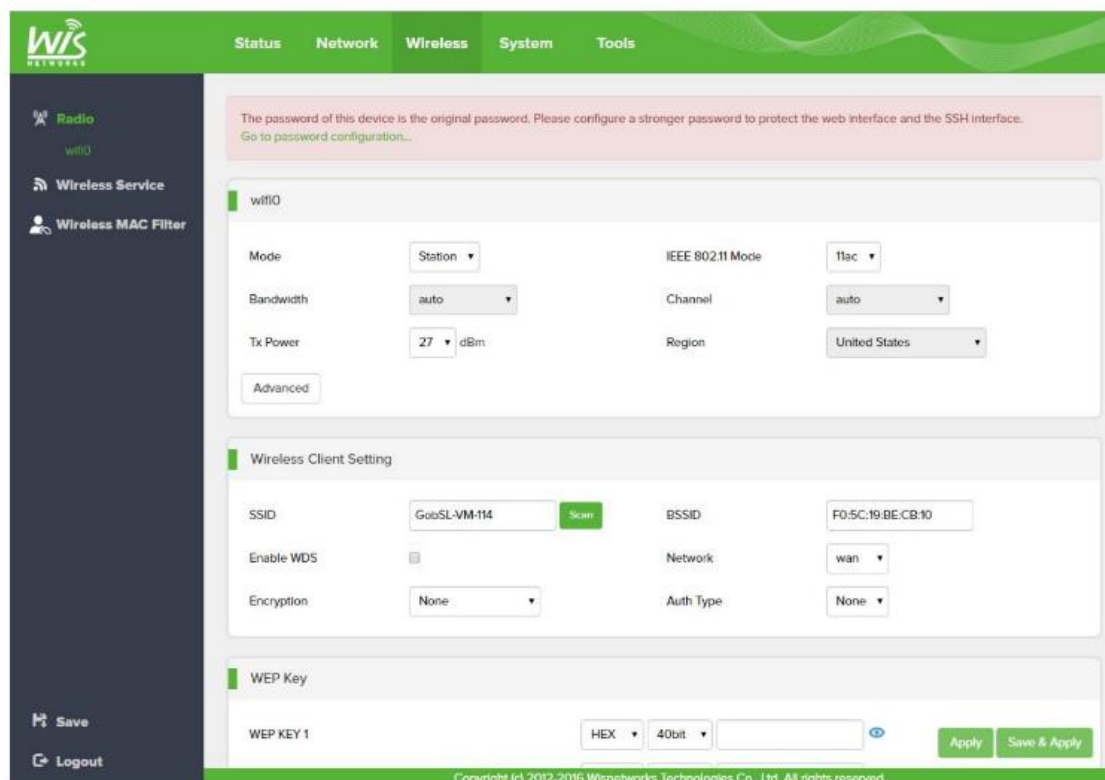 WIS
NETWORKS
Status Network Wireless System Tools
Radio
wifi0
Wireless Service
Wireless MAC Filter
The password of this device is the original password. Please configure a stronger password to protect the web interface and the SSH interface.
Go to password configuration...
wifi0
Mode Station IEEE 802.11 Mode 11ac
Bandwidth auto Channel auto
Tx Power 27 dBm Region United States
Advanced
Wireless Client Setting
SSID GobSL-VM-114 Scan BSSID F0:5C:19:BE:CB:10
Enable WDS Network wan
Encryption None Auth Type None
WEP Key
WEP KEY 1 HEX 40bit
Apply Save & Apply
Save
Logout
Copyright (c) 2012-2016 Wisnetworks Technologies Co., Ltd. All rights reserved